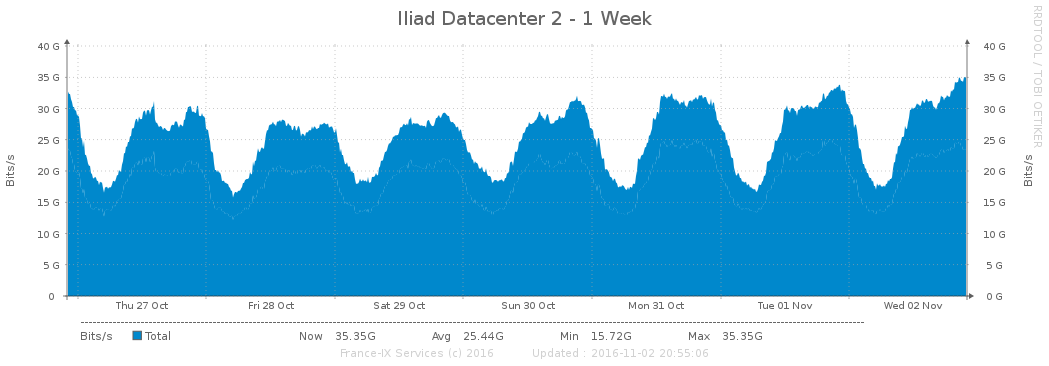 Iliad Datacenter 2 - 1 Week
RRDTOOL / TOBI OETIKER
40 G 40 G
35 G 35 G
30 G 30 G
25 G 25 G
20 G 20 G
15 G 15 G
10 G 10 G
5 G 5 G
0 0 G
Bits/s
Bits/s
Thu 27 Oct Fri 28 Oct Sat 29 Oct Sun 30 Oct Mon 31 Oct Tue 01 Nov Wed 02 Nov
Bits/s Total Now 35.35G Avg 25.44G Min 15.72G Max 35.35G
France-IX Services (c) 2016 Updated : 2016-11-02 20:55:06